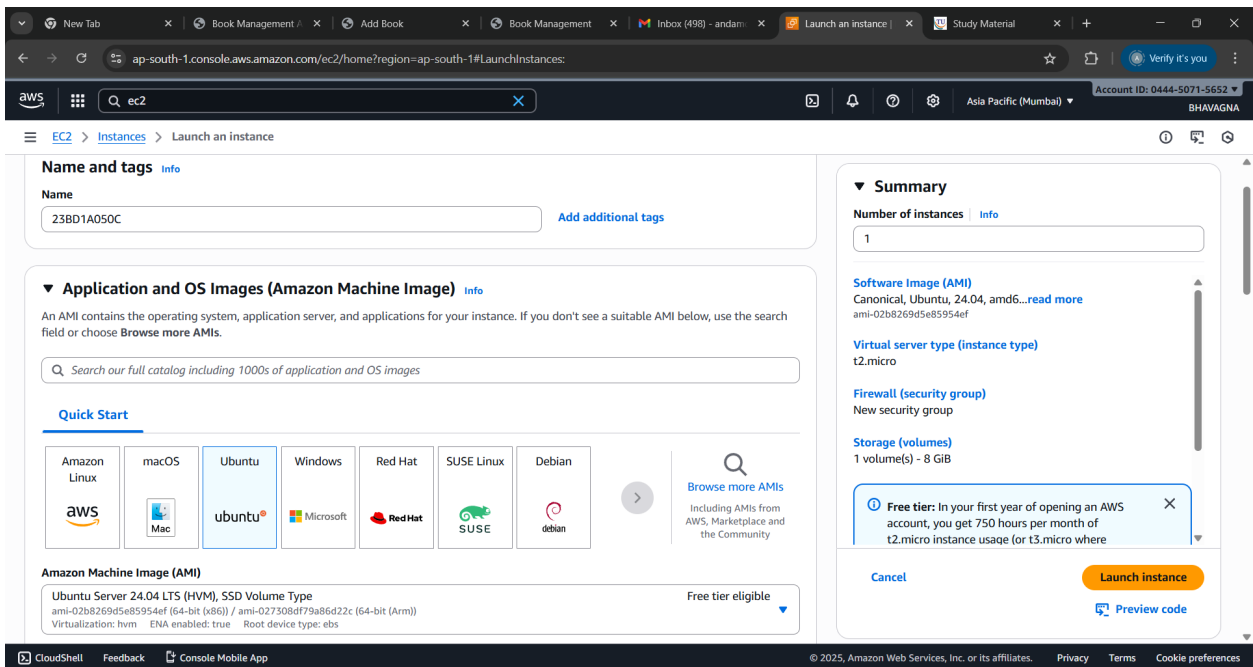 New Tab
Book Management A
Add Book
Book Management
Inbox (498) - andam
Launch an instance |
Study Material
ap-south-1.console.aws.amazon.com/ec2/home?region=ap-south-1#LaunchInstances:
Verify it's you
aws
ec2
Asia Pacific (Mumbai)
Account ID: 0444-5071-5652
BHAVAGNA
EC2 > Instances > Launch an instance
Name and tags Info
Name
23BD1A050C
Add additional tags
Application and OS Images (Amazon Machine Image) Info
An AMI contains the operating system, application server, and applications for your instance. If you don't see a suitable AMI below, use the search
field or choose Browse more AMIs.
Search our full catalog including 1000s of application and OS images
Quick Start
Amazon
Linux
aws
macOS
Mac
Ubuntu
ubuntu
Windows
Microsoft
Red Hat
Red Hat
SUSE Linux
SUSE
Debian
debian
Browse more AMIs
Including AMIs from
AWS, Marketplace and
the Community
Amazon Machine Image (AMI)
Ubuntu Server 24.04 LTS (HVM), SSD Volume Type
Free tier eligible
ami-02b8269d5e85954ef (64-bit (x86)) / ami-027308df79a86d22c (64-bit (Arm))
Virtualization: hvm ENA enabled: true Root device type: ebs
Summary
Number of instances Info
1
Software Image (AMI)
Canonical, Ubuntu, 24.04, amd6...read more
ami-02b8269d5e85954ef
Virtual server type (instance type)
t2.micro
Firewall (security group)
New security group
Storage (volumes)
1 volume(s) - 8 GiB
Free tier: In your first year of opening an AWS
account, you get 750 hours per month of
t2.micro instance usage (or t3.micro where
Cancel
Launch instance
Preview code
CloudShell Feedback Console Mobile App
© 2025, Amazon Web Services, Inc. or its affiliates. Privacy Terms Cookie preferences